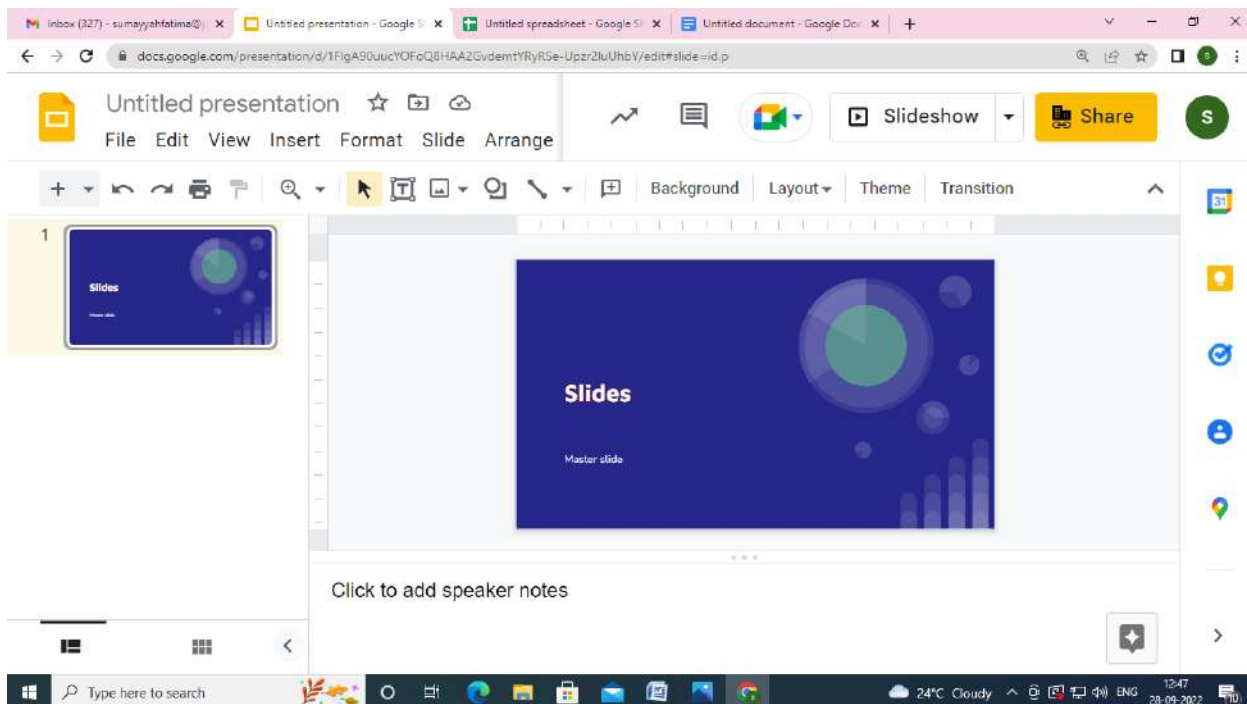 Inbox (327) - sumayyahfatima@
Untitled presentation - Google S
Untitled spreadsheet - Google Sh
Untitled document - Google Doc
docs.google.com/presentation/d/
/edit#slide=id.p
Untitled presentation
File Edit View Insert Format Slide Arrange
Slideshow
Share
S
Background Layout Theme Transition
31
1
Slides
Master slide
Slides
Master slide
Click to add speaker notes
Type here to search
24°C Cloudy
ENG
12:47
28-09-2022